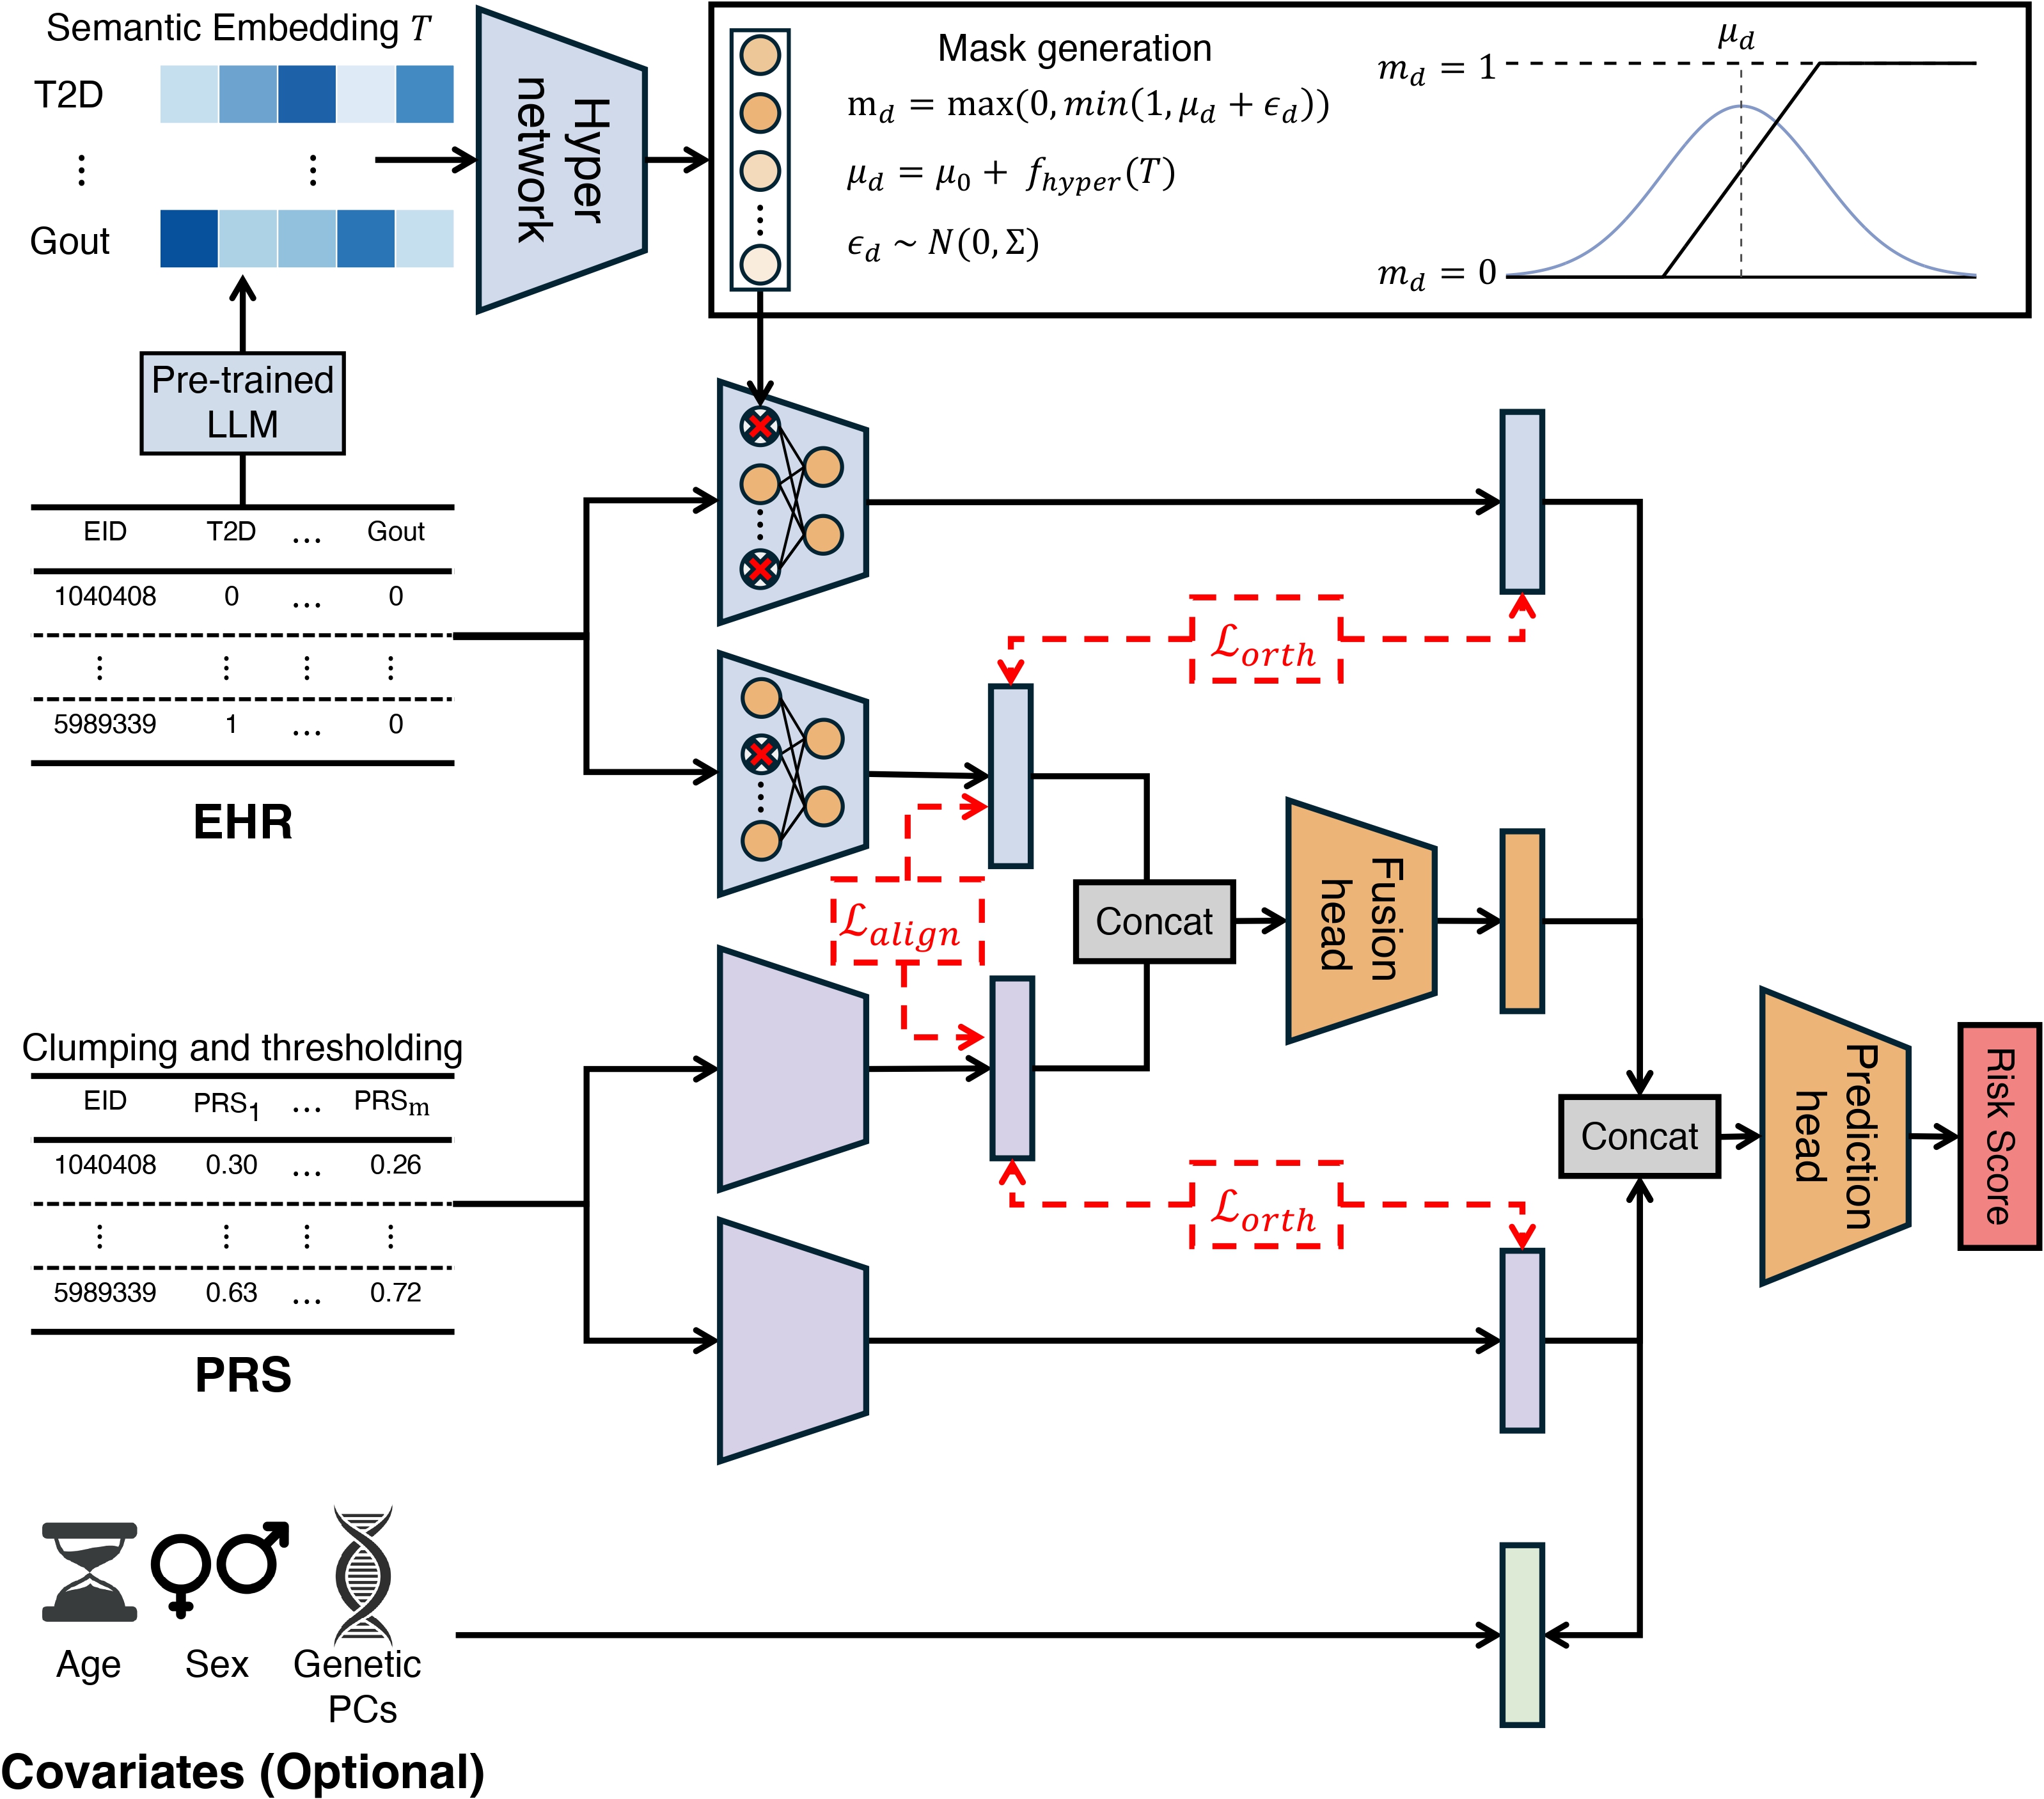 Semantic Embedding T
T2D
⋮ ⋮
Gout
Hyper
network
Mask generation
m_d = max(0, min(1, μ_d + ϵ_d))
μ_d = μ_0 + f_hyper(T)
ϵ_d ~ N(0, Σ)
μ_d
m_d = 1
m_d = 0
Pre-trained
LLM
EID T2D … Gout
1040408 0 … 0
⋮ ⋮ ⋮ ⋮
5989339 1 … 0
EHR
ℒ_orth
ℒ_align
Concat
Fusion
head
Clumping and thresholding
EID PRS_1 … PRS_m
1040408 0.30 … 0.26
⋮ ⋮ ⋮ ⋮
5989339 0.63 … 0.72
PRS
ℒ_orth
Concat
Prediction
head
Risk Score
Age Sex Genetic
PCs
Covariates (Optional)